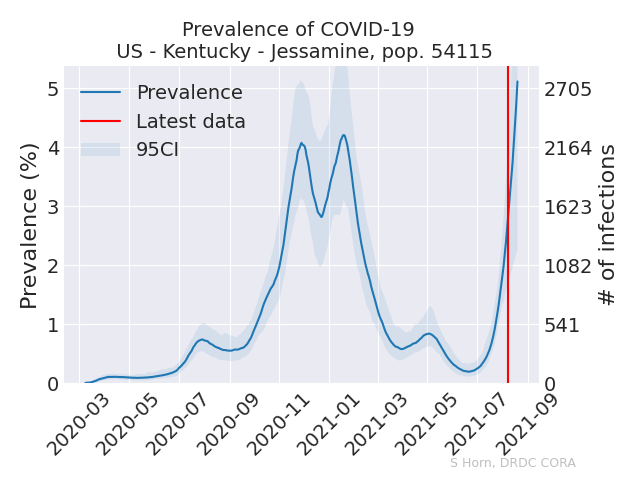 Prevalence of COVID-19
US - Kentucky - Jessamine, pop. 54115
Prevalence
Latest data
95CI
Prevalence (%)
5
4
3
2
1
0
2705
2164
1623
1082
541
0
# of infections
2020-03
2020-05
2020-07
2020-09
2020-11
2021-01
2021-03
2021-05
2021-07
2021-09
S Horn, DRDC CORA